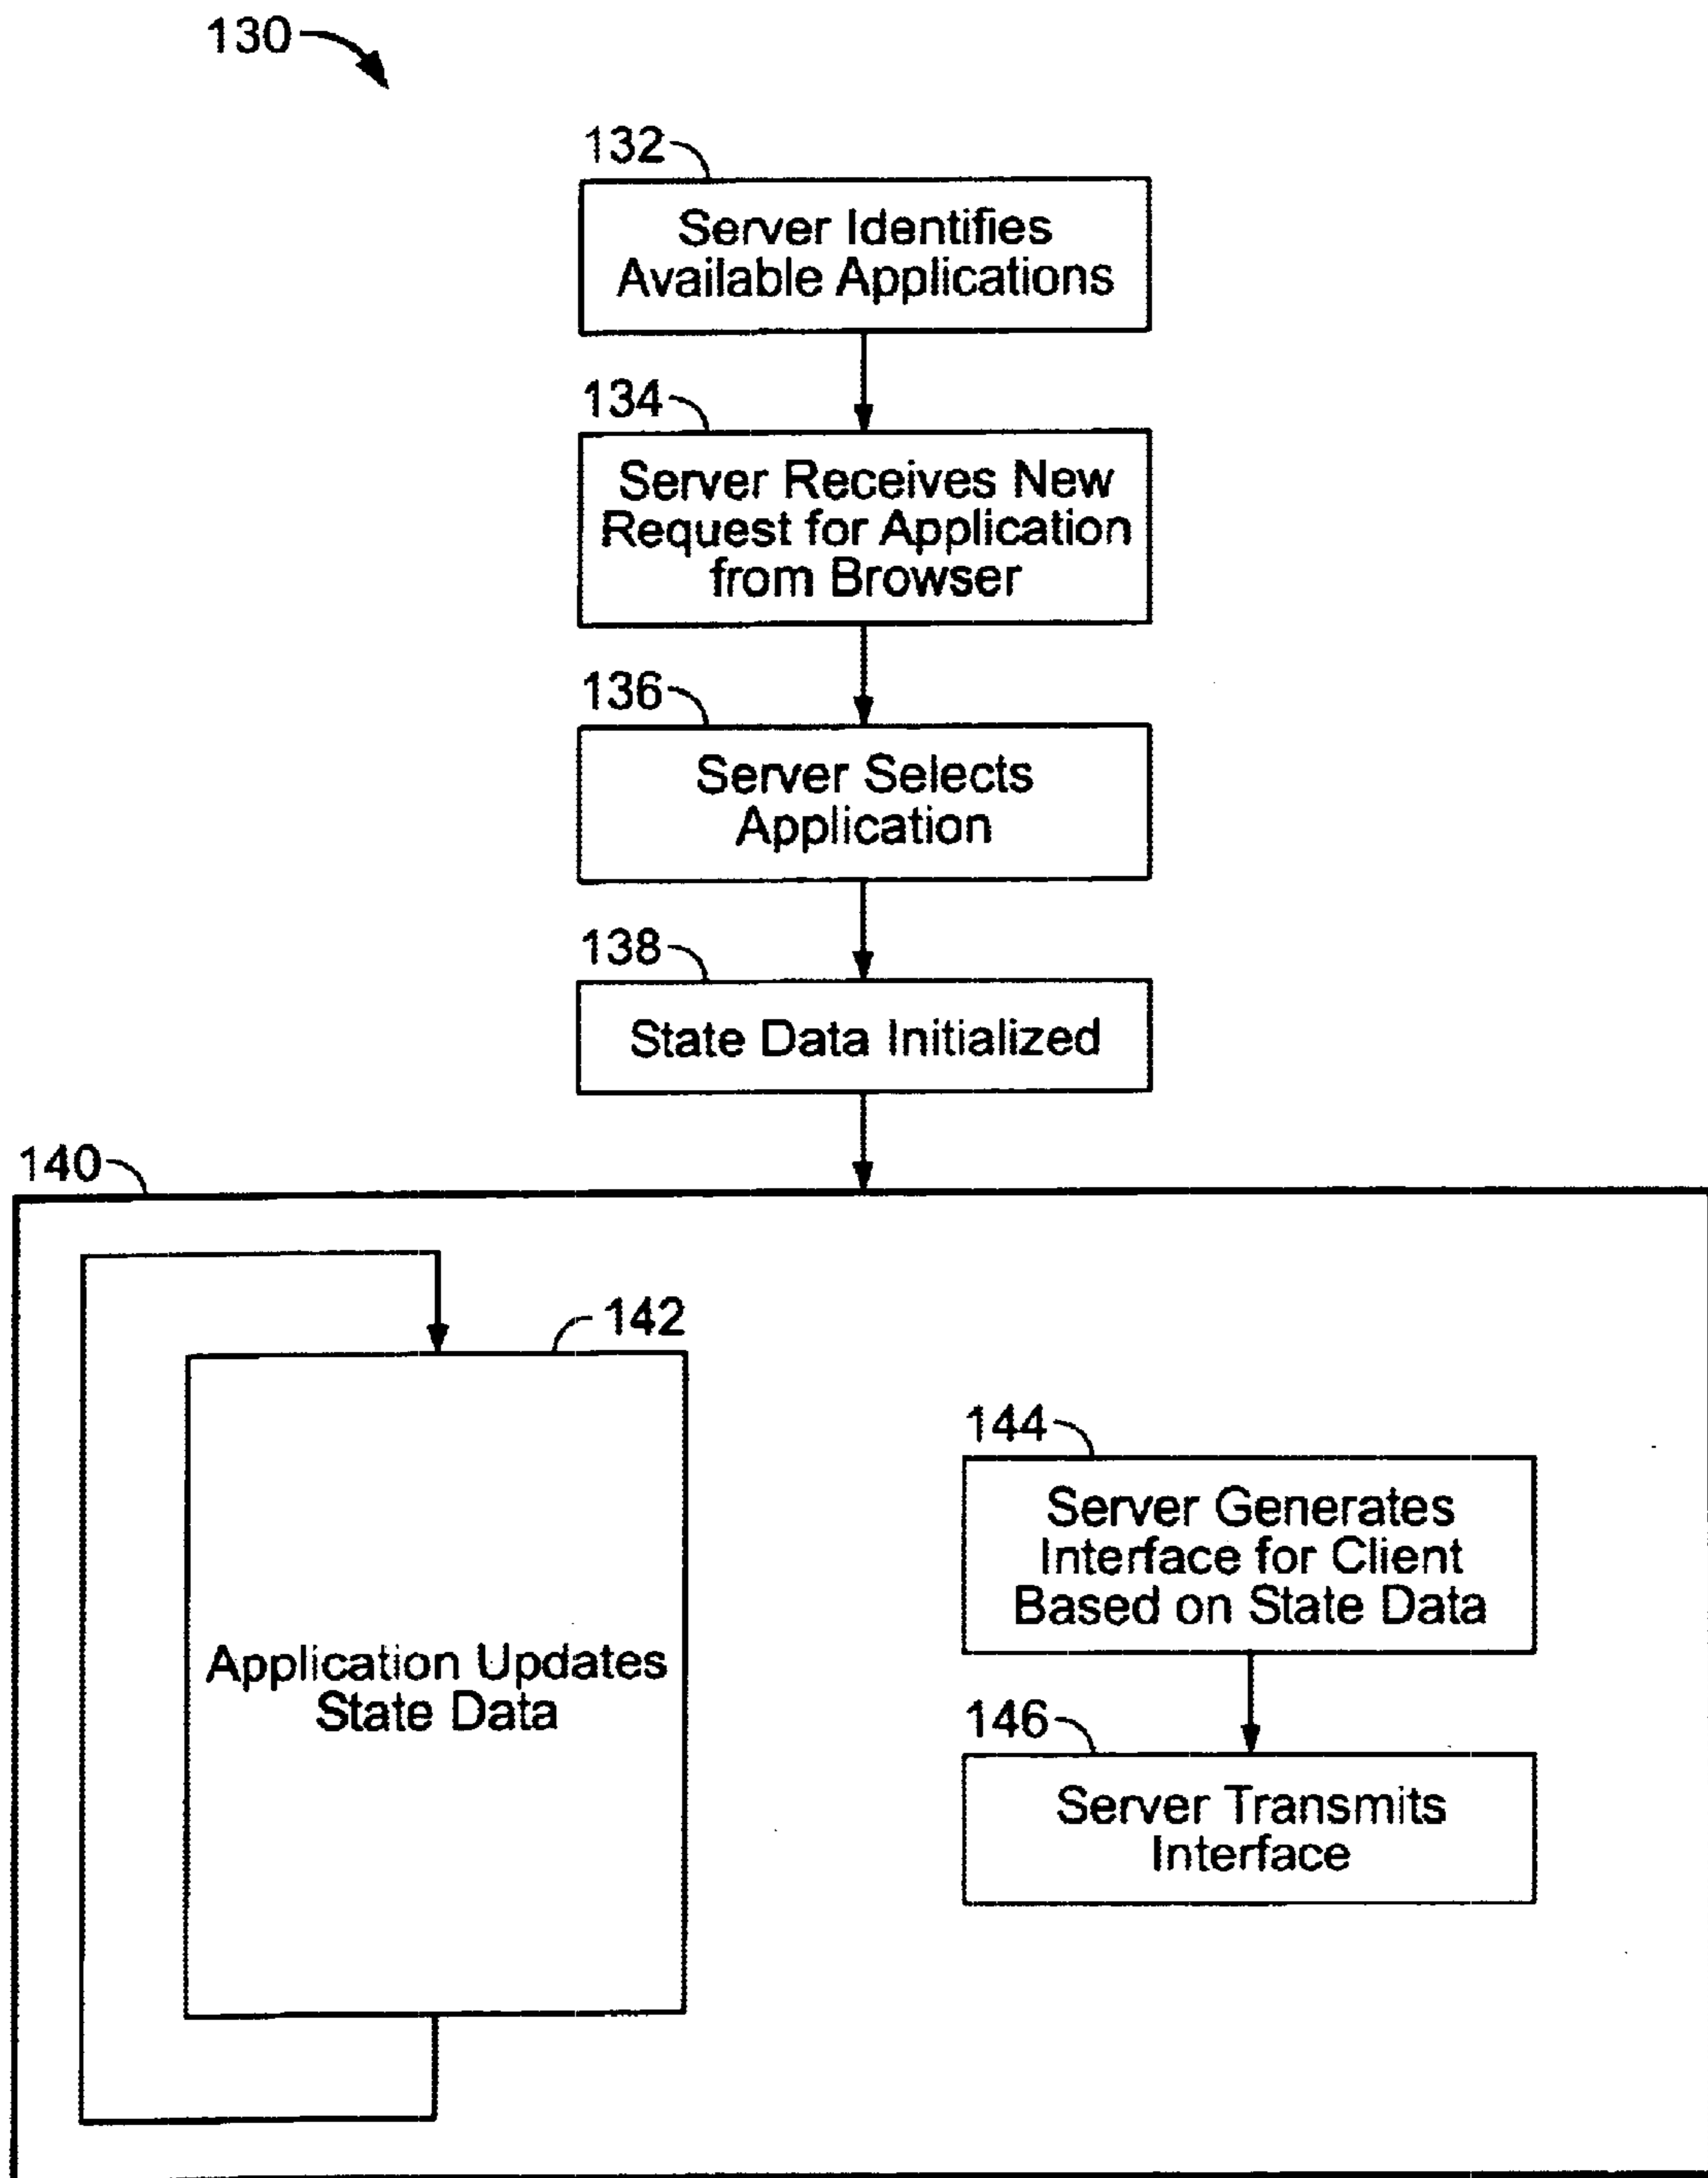 130
132
Server Identifies
Available Applications
134
Server Receives New
Request for Application
from Browser
136
Server Selects
Application
138
State Data Initialized
140
142
Application Updates
State Data
144
Server Generates
Interface for Client
Based on State Data
146
Server Transmits
Interface